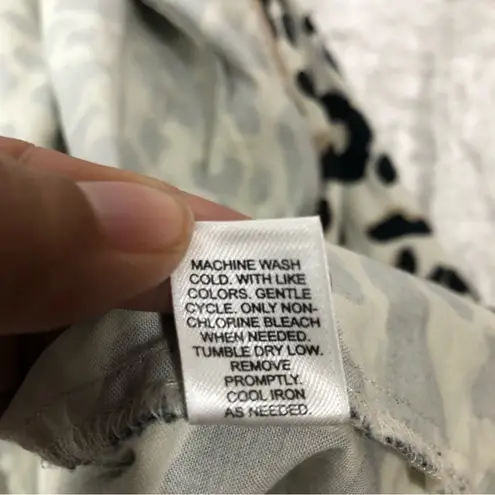 MACHINE WASH
COLD. WITH LIKE
COLORS. GENTLE
CYCLE. ONLY NON-
CHLORINE BLEACH
WHEN NEEDED.
TUMBLE DRY LOW.
REMOVE
PROMPTLY.
COOL IRON
AS NEEDED.